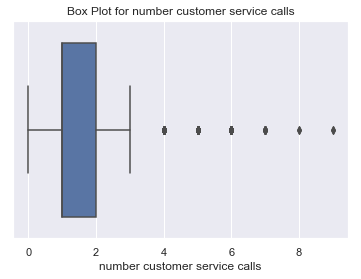 Box Plot for number customer service calls
0 2 4 6 8
number customer service calls